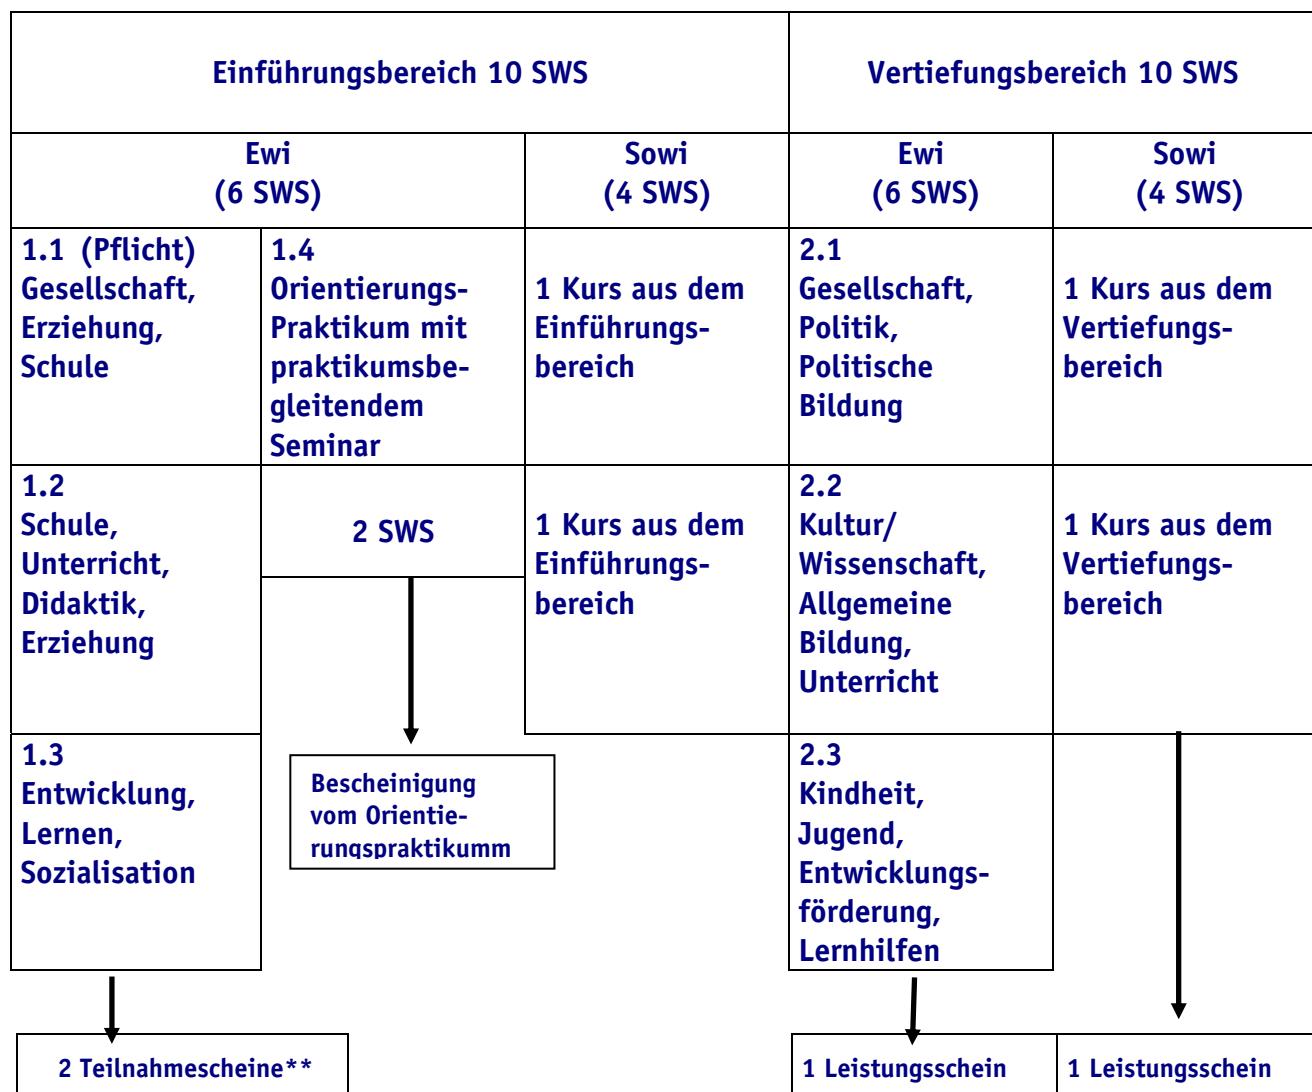 Einführungsbereich 10 SWS
Vertiefungsbereich 10 SWS
Ewi
(6 SWS)
Sowi
(4 SWS)
Ewi
(6 SWS)
Sowi
(4 SWS)
1.1 (Pflicht)
Gesellschaft,
Erziehung,
Schule
1.4
Orientierungs-
Praktikum mit
praktikumsbe-
gleitendem
Seminar
1 Kurs aus dem
Einführungs-
bereich
2.1
Gesellschaft,
Politik,
Politische
Bildung
1 Kurs aus dem
Vertiefungs-
bereich
1.2
Schule,
Unterricht,
Didaktik,
Erziehung
2 SWS
1 Kurs aus dem
Einführungs-
bereich
2.2
Kultur/
Wissenschaft,
Allgemeine
Bildung,
Unterricht
1 Kurs aus dem
Vertiefungs-
bereich
1.3
Entwicklung,
Lernen,
Sozialisation
Bescheinigung
vom Orientie-
rungspraktikumm
2.3
Kindheit,
Jugend,
Entwicklungs-
förderung,
Lernhilfen
2 Teilnahmescheine**
1 Leistungsschein
1 Leistungsschein